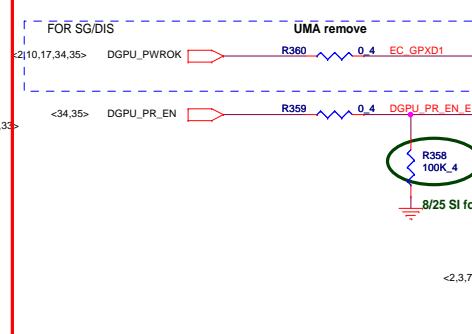 FOR SG/DIS
UMA remove
<2,10,17,34,35> DGPU_PWROK R360 0_4 EC_GPXD1
<34,35> DGPU_PR_EN R359 0_4 DGPU_PR_EN_E
33>
R358
100K_4
8/25 SI fo
<2,3,7